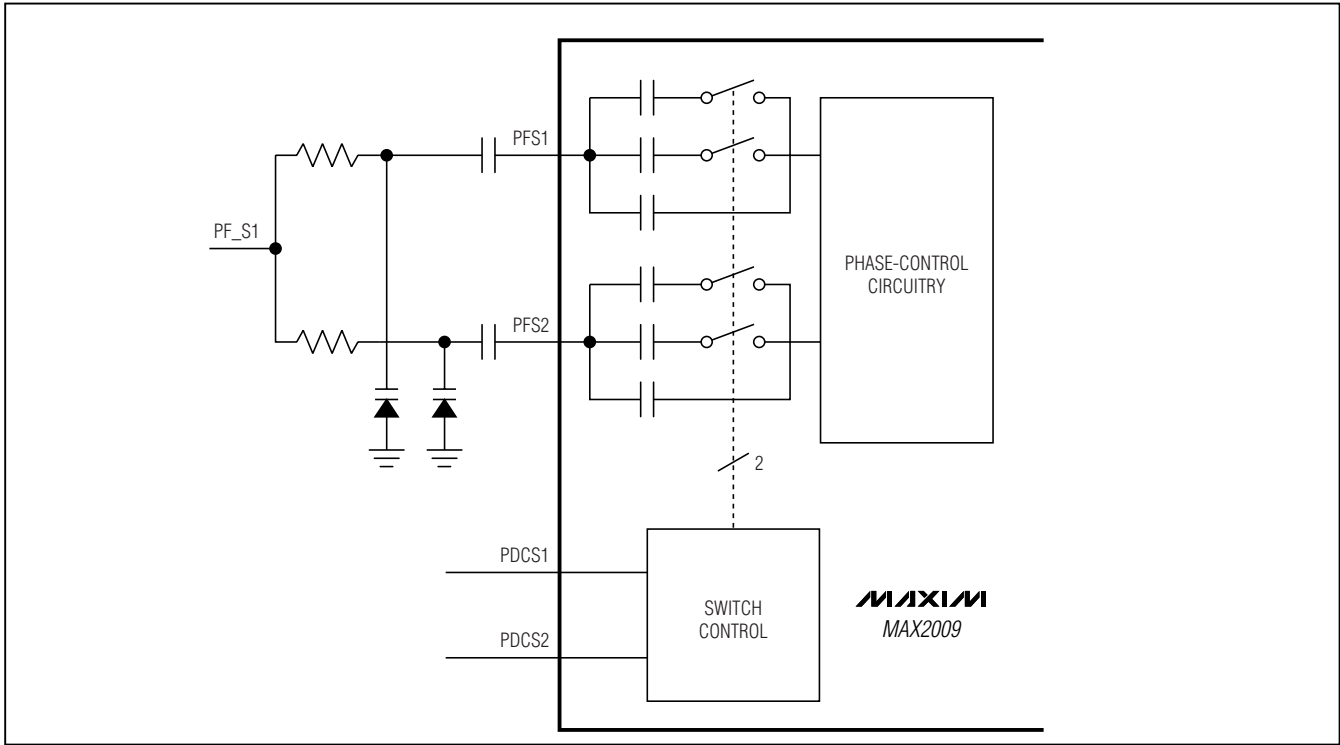 PFS1
PF_S1
PHASE-CONTROL
CIRCUITRY
PFS2
2
PDCS1
SWITCH
CONTROL
PDCS2
MAXIM
MAX2009